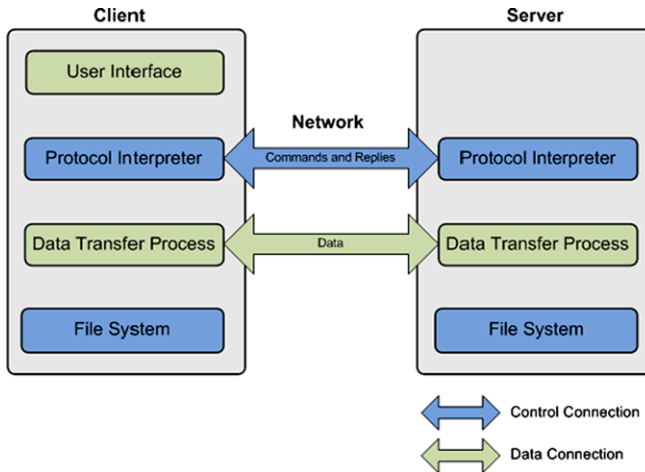 Client
Server
User Interface
Network
Protocol Interpreter
Commands and Replies
Protocol Interpreter
Data Transfer Process
Data
Data Transfer Process
File System
File System
Control Connection
Data Connection